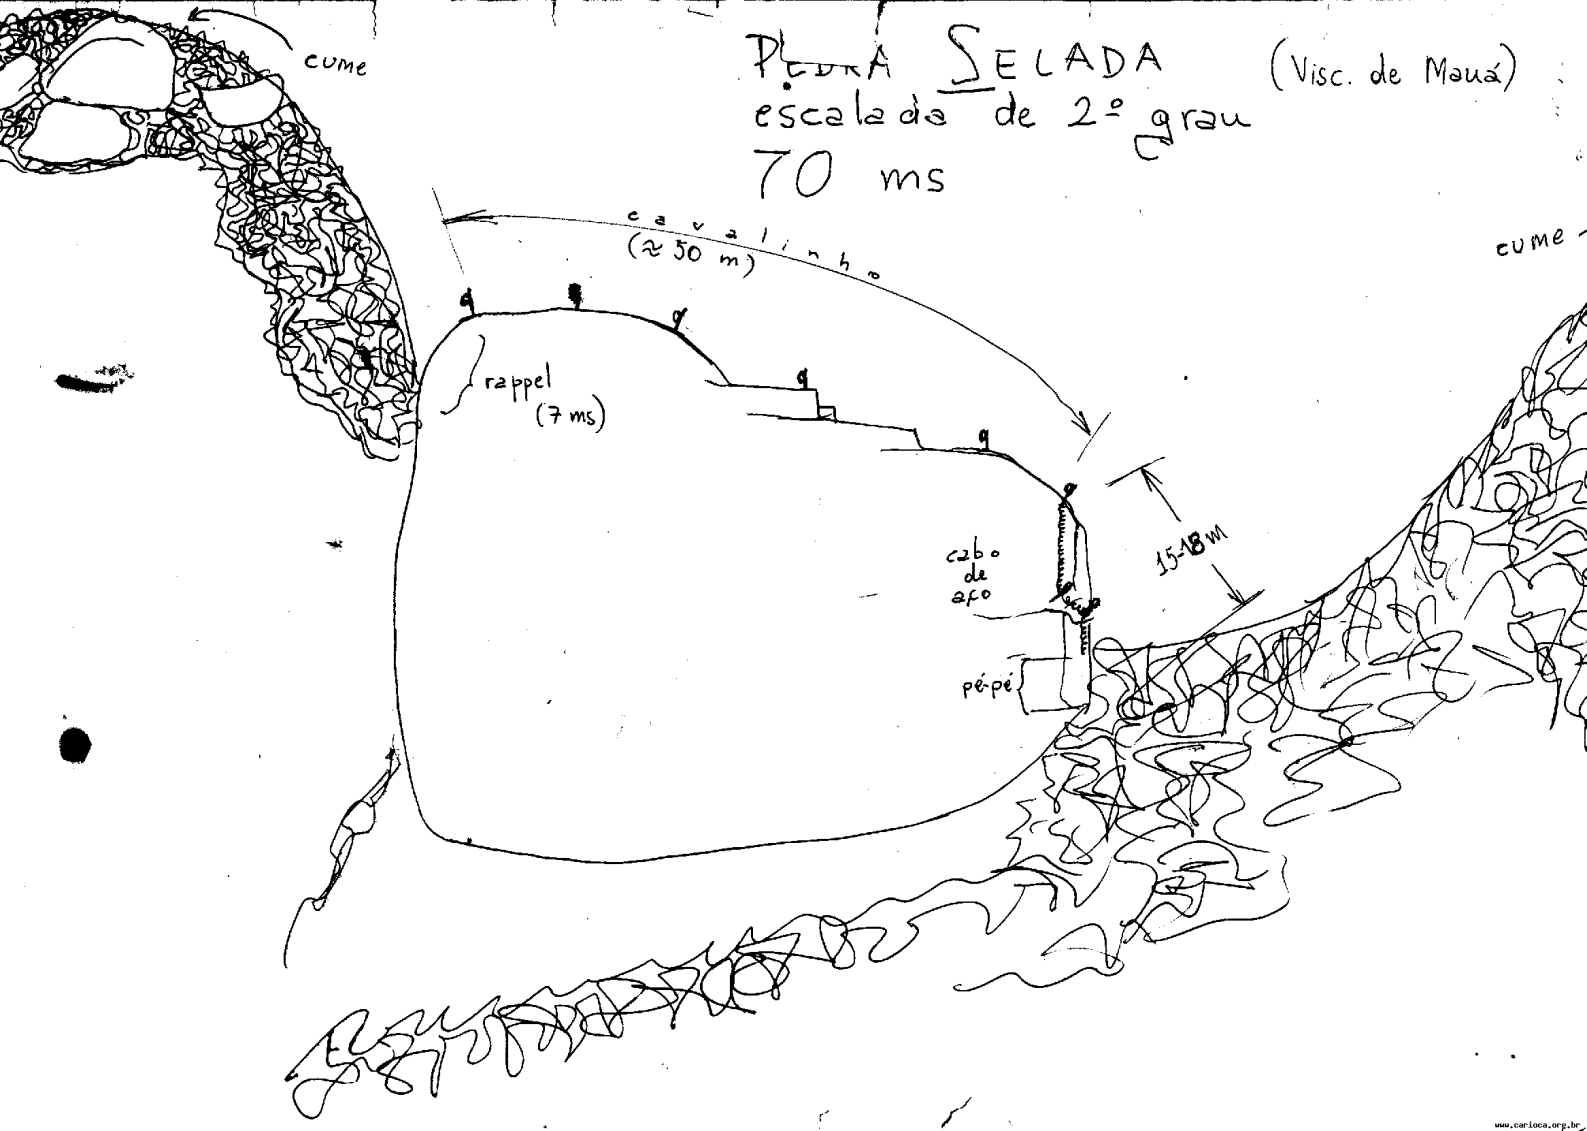 cume
PEDRA SELADA (Visc. de Mauá)
escalada de 2º grau
70 ms
cavalinho
(≈ 50 m)
cume
rappel
(7 ms)
15-18 m
cabo
de
aço
pé-pé
www.carioca.org.br